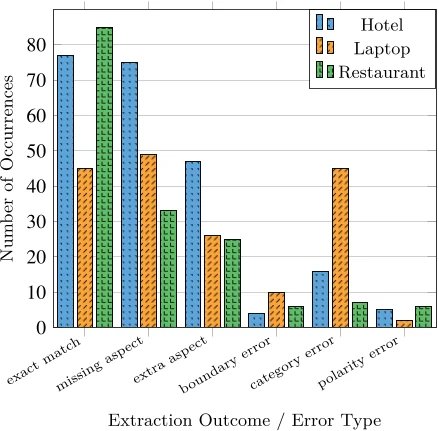 Number of Occurrences
80
70
60
50
40
30
20
10
0
Hotel
Laptop
Restaurant
exact match
missing aspect
extra aspect
boundary error
category error
polarity error
Extraction Outcome / Error Type